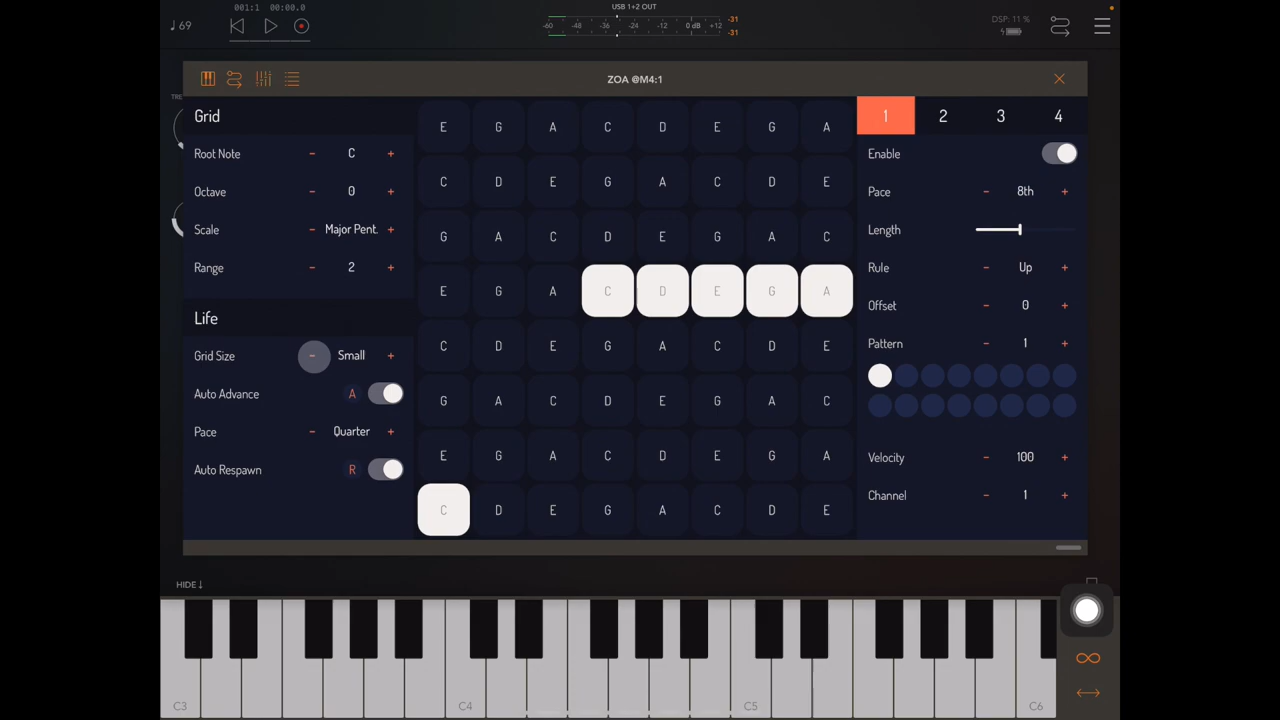 USB 1+2 OUT
♩ 69
001:1 00:00.0
-60 -48 -36 -24 -12 0 dB +12
-31
-31
DSP: 11 %
TRE
ZOA @M4:1
Grid
Root Note - C +
Octave - 0 +
Scale Major Pent. +
Range - 2 +
Life
Grid Size - Small +
Auto Advance A
Pace - Quarter +
Auto Respawn R
E G A C D E G A
C D E G A C D E
G A C D E G A C
E G A C D E G A
C D E G A C D E
G A C D E G A C
E G A C D E G A
C D E G A C D E
1 2 3 4
Enable
Pace - 8th +
Length
Rule - Up +
Offset - 0 +
Pattern - 1 +
Velocity - 100 +
Channel - 1 +
HIDE↓
C3 C4 C5 C6